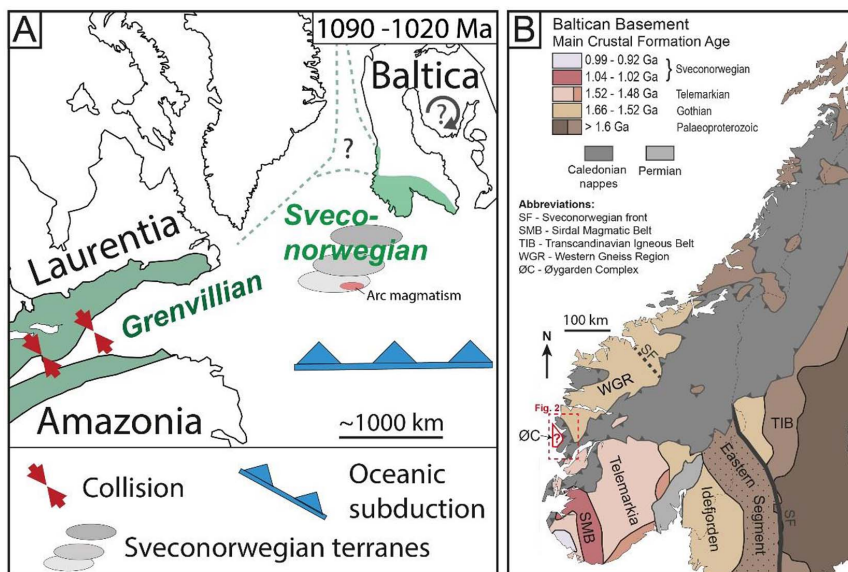 A
1090 -1020 Ma
Baltica
?
?
Sveco-
norwegian
Laurentia
Grenvillian
Arc magmatism
Amazonia
~1000 km
Collision
Oceanic
subduction
Sveconorwegian terranes
B
Baltican Basement
Main Crustal Formation Age
0.99 - 0.92 Ga
1.04 - 1.02 Ga
Sveconorwegian
1.52 - 1.48 Ga Telemarkian
1.66 - 1.52 Ga Gothian
> 1.6 Ga Palaeoproterozoic
Caledonian
nappes
Permian
Abbreviations:
SF - Sveconorwegian front
SMB - Sirdal Magmatic Belt
TIB - Transcandinavian Igneous Belt
WGR - Western Gneiss Region
ØC - Øygarden Complex
100 km
N
SF
WGR
Fig. 2
ØC
?
TIB
Eastern
Segment
Telemarkia
Idefjorden
SMB
SF